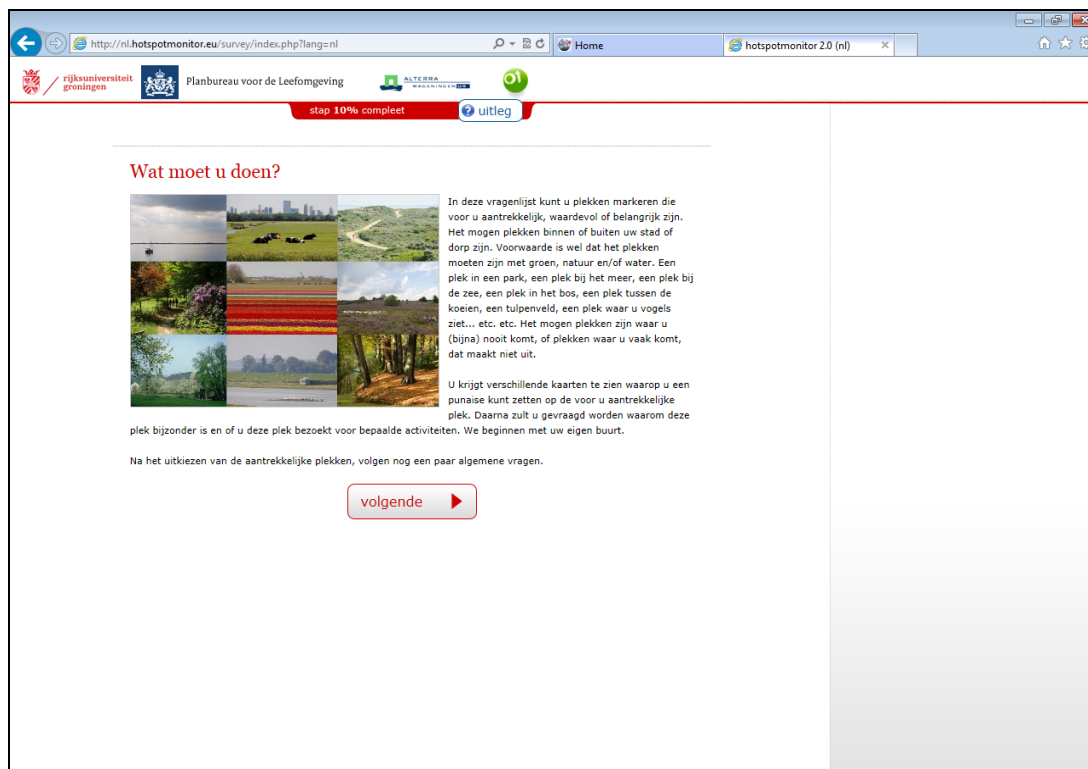 http://nl.hotspotmonitor.eu/survey/index.php?lang=nl
Home
hotspotmonitor 2.0 (nl)
rijksuniversiteit
groningen
Planbureau voor de Leefomgeving
ALTERRA
WAGENINGEN UR
stap 10% compleet
uitleg
Wat moet u doen?
In deze vragenlijst kunt u plekken markeren die
voor u aantrekkelijk, waardevol of belangrijk zijn.
Het mogen plekken binnen of buiten uw stad of
dorp zijn. Voorwaarde is wel dat het plekken
moeten zijn met groen, natuur en/of water. Een
plek in een park, een plek bij het meer, een plek bij
de zee, een plek in het bos, een plek tussen de
koeien, een tulpenveld, een plek waar u vogels
ziet... etc. etc. Het mogen plekken zijn waar u
(bijna) nooit komt, of plekken waar u vaak komt,
dat maakt niet uit.
U krijgt verschillende kaarten te zien waarop u een
punaise kunt zetten op de voor u aantrekkelijke
plek. Daarna zult u gevraagd worden waarom deze
plek bijzonder is en of u deze plek bezoekt voor bepaalde activiteiten. We beginnen met uw eigen buurt.
Na het uitkiezen van de aantrekkelijke plekken, volgen nog een paar algemene vragen.
volgende